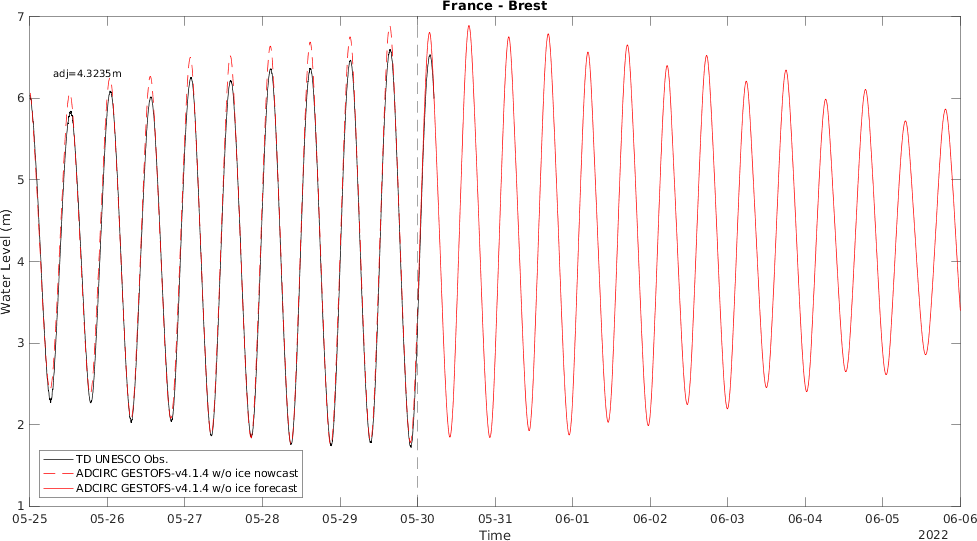 France - Brest
7
6
5
4
3
2
1
Water Level (m)
adj=4.3235m
TD UNESCO Obs.
ADCIRC GESTOFS-v4.1.4 w/o ice nowcast
ADCIRC GESTOFS-v4.1.4 w/o ice forecast
05-25 05-26 05-27 05-28 05-29 05-30 05-31 06-01 06-02 06-03 06-04 06-05 06-06
Time
2022